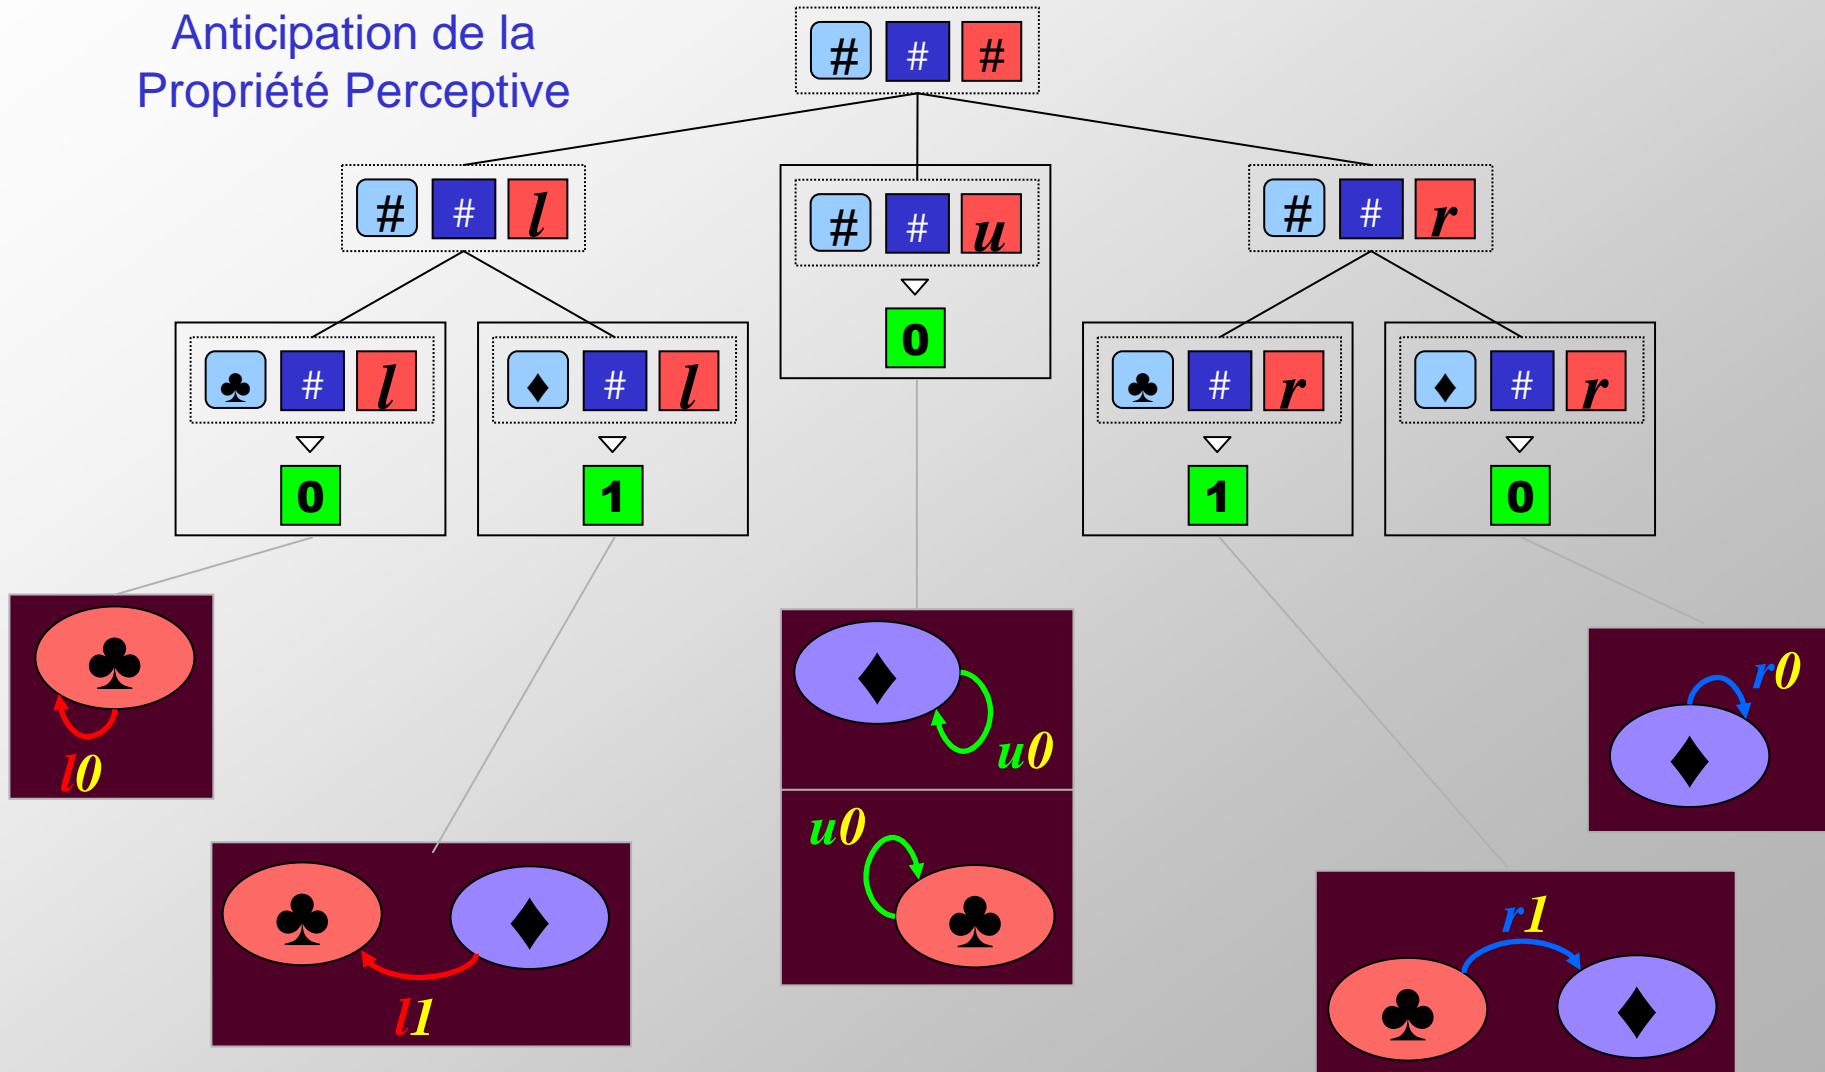 Anticipation de la
Propriété Perceptive
# # #
# # l
# # u
# # r
0
♣ # l
♦ # l
♣ # r
♦ # r
0
1
1
0
♣
l0
♣ ♦
l1
♦
u0
u0
♣
r1
♣ ♦
r0
♦